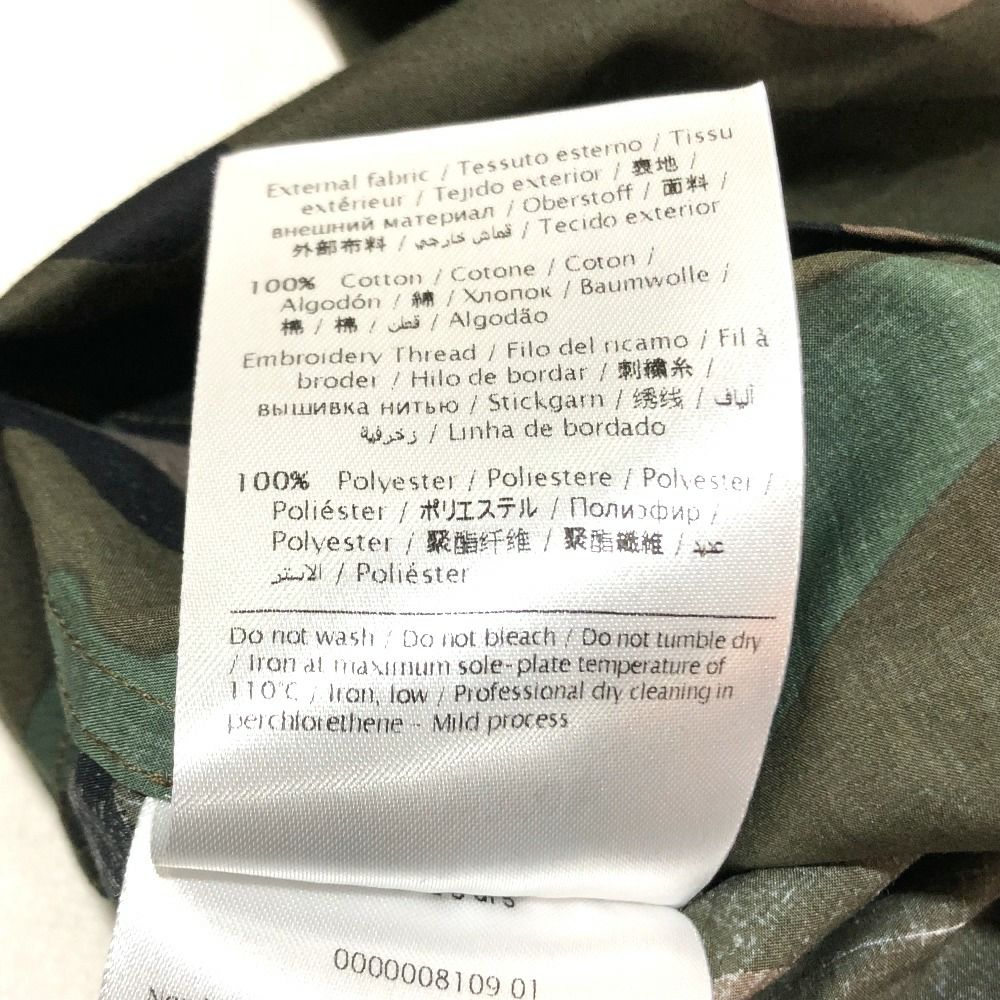 External fabric / Tessuto esterno / Tissu
extérieur / Tejido exterior / 表地 /
внешний материал / Oberstoff / 面料 /
外部布料 / قماش خارجي / Tecido exterior
100% Cotton / Cotone / Coton /
Algodón / 綿 / Хлопок / Baumwolle /
棉 / 棉 / قطن / Algodão
Embroidery Thread / Filo del ricamo / Fil à
broder / Hilo de bordar / 刺繍糸 /
вышивка нитью / Stickgarn / 绣线 / ألياف
زخرفية / Linha de bordado
100% Polyester / Poliestere / Polyester /
Poliéster / ポリエステル / Полиэфир /
Polyester / 聚酯纤维 / 聚酯纖維 / عديد
الاستر / Poliéster
Do not wash / Do not bleach / Do not tumble dry
/ Iron at maximum sole-plate temperature of
110°C / Iron, low / Professional dry cleaning in
perchlorethene - Mild process
0000008109 01